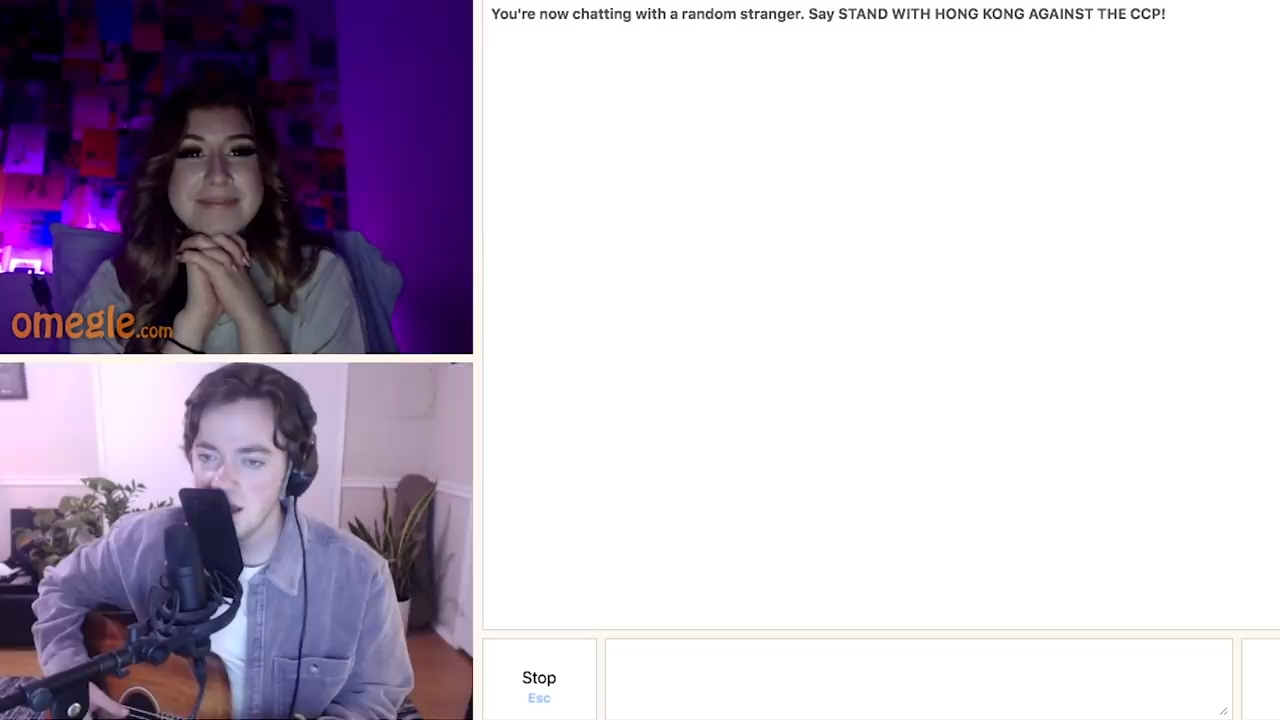 You're now chatting with a random stranger. Say STAND WITH HONG KONG AGAINST THE CCP!
omegle.com
Stop
Esc